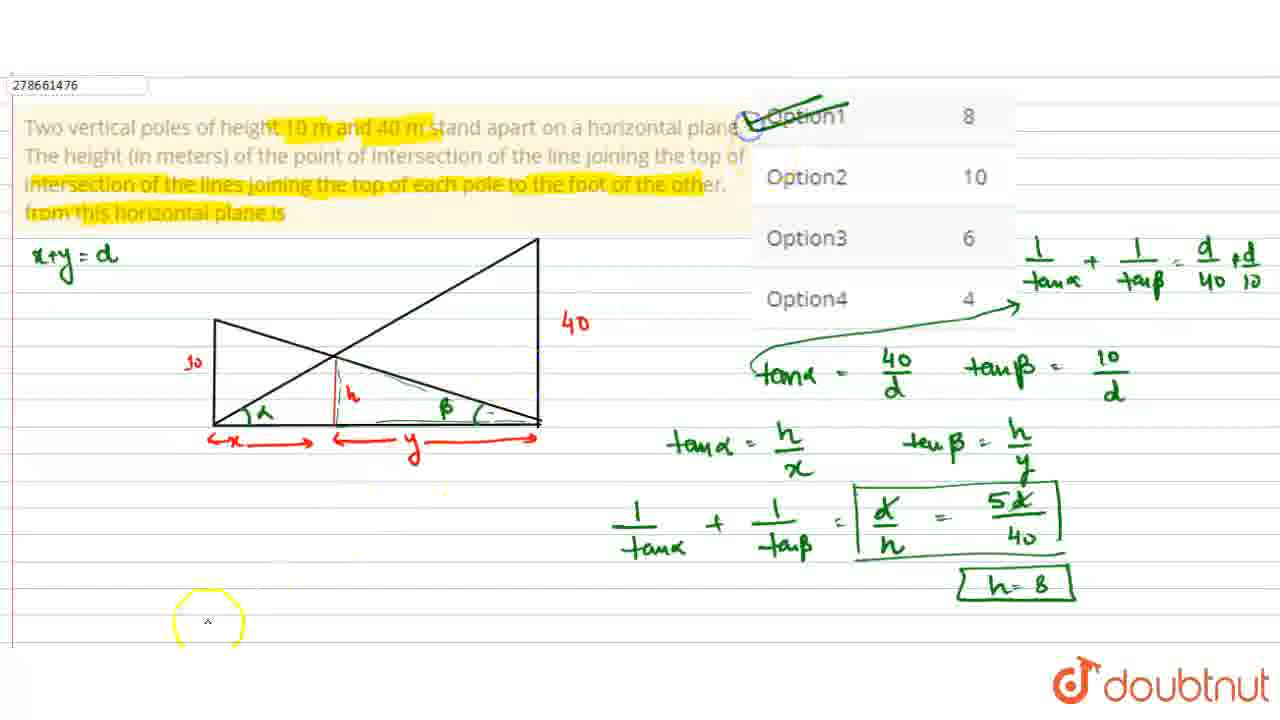 278661476
Two vertical poles of height 10 m and 40 m stand apart on a horizontal plane.
The height (in meters) of the point of intersection of the line joining the top of
intersection of the lines joining the top of each pole to the foot of the other.
from this horizontal plane is
Option1 8
Option2 10
Option3 6
Option4 4
x+y = d
10
40
h
α
β
x
y
1/tanα + 1/tanβ = d/40 + d/10
tanα = 40/d tanβ = 10/d
tanα = h/x tanβ = h/y
1/tanα + 1/tanβ = d/h = 5d/40
h = 8
doubtnut